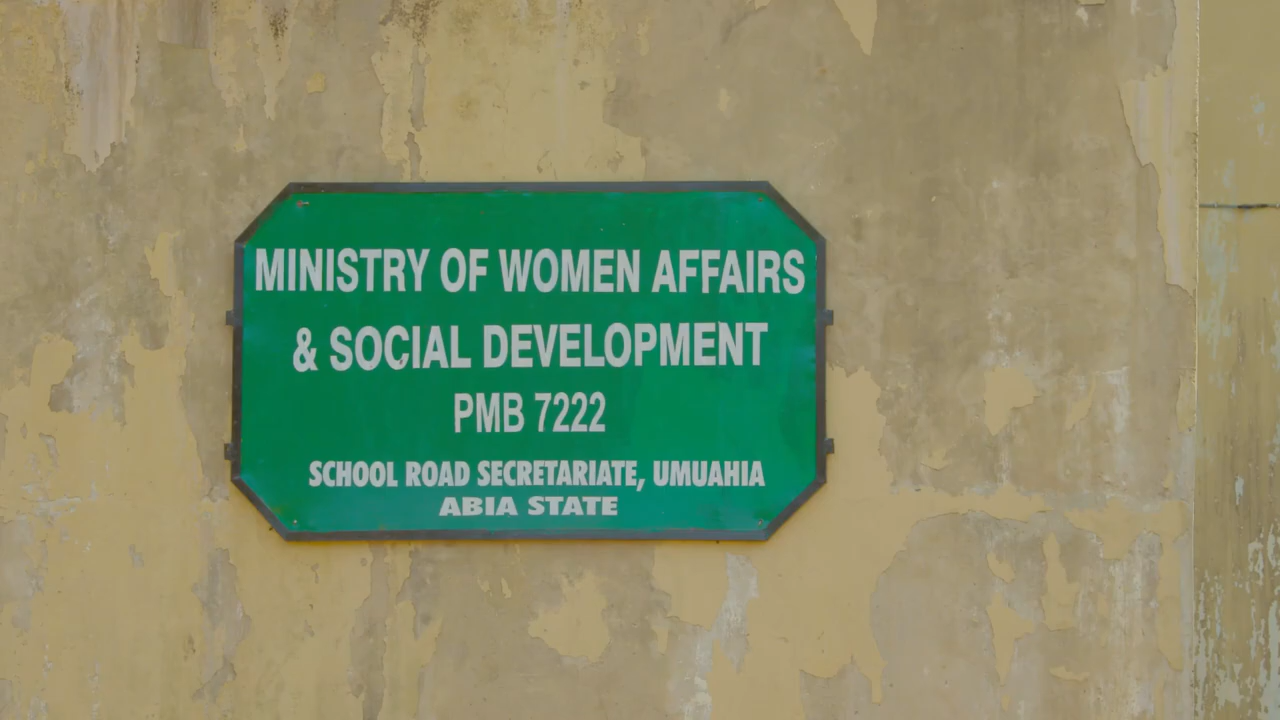 MINISTRY OF WOMEN AFFAIRS
& SOCIAL DEVELOPMENT
PMB 7222
SCHOOL ROAD SECRETARIATE, UMUAHIA
ABIA STATE